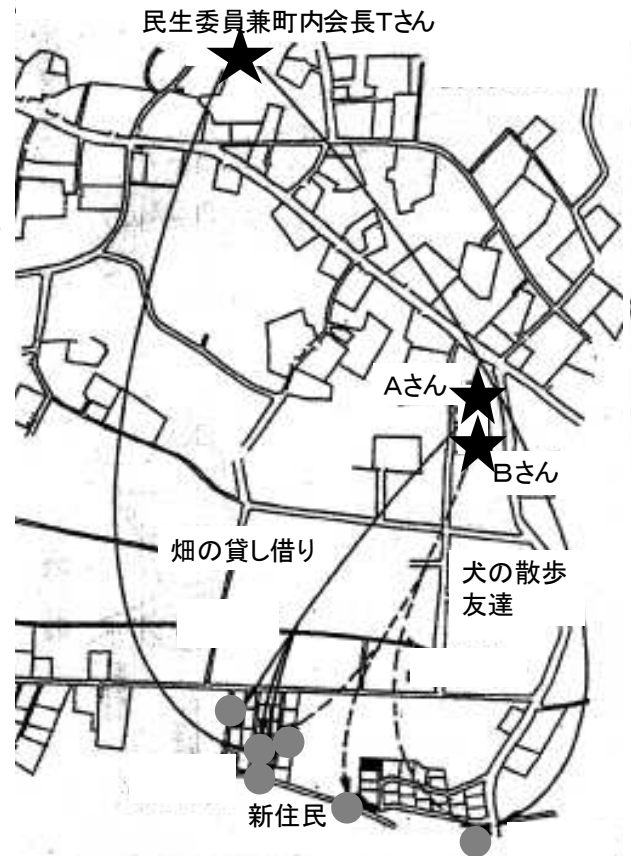 民生委員兼町内会長Tさん
Aさん
Bさん
畑の貸し借り
犬の散歩
友達
新住民